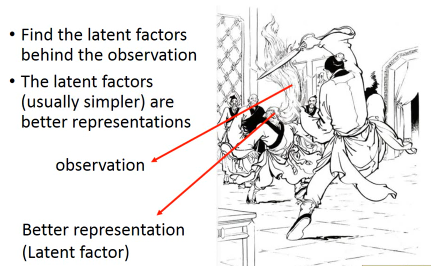 • Find the latent factors
behind the observation
• The latent factors
(usually simpler) are
better representations
observation
Better representation
(Latent factor)